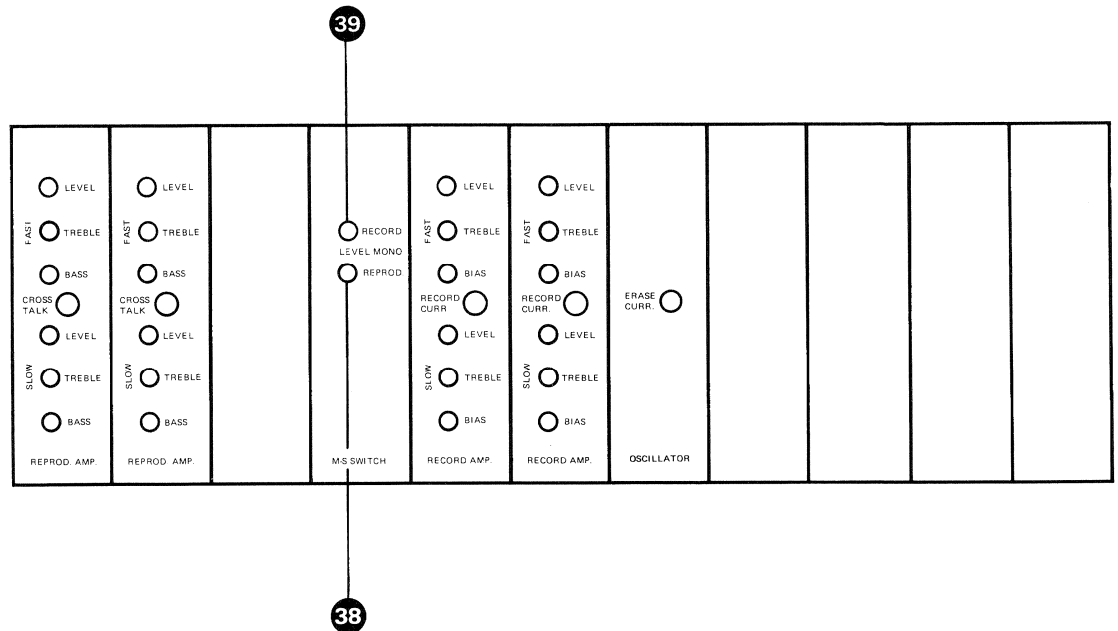 39
LEVEL
FAST
TREBLE
BASS
CROSS
TALK
LEVEL
SLOW
TREBLE
BASS
REPROD. AMP.
LEVEL
FAST
TREBLE
BASS
CROSS
TALK
LEVEL
SLOW
TREBLE
BASS
REPROD. AMP.
RECORD
LEVEL MONO
REPROD.
M-S SWITCH
LEVEL
FAST
TREBLE
BIAS
RECORD
CURR
LEVEL
SLOW
TREBLE
BIAS
RECORD AMP.
LEVEL
FAST
TREBLE
BIAS
RECORD
CURR.
LEVEL
SLOW
TREBLE
BIAS
RECORD AMP.
ERASE
CURR.
OSCILLATOR
38